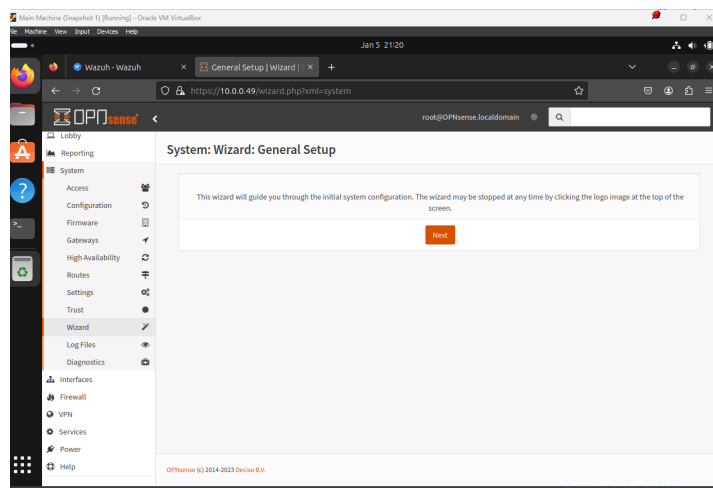 Main Machine (Snapshot 1) [Running] - Oracle VM VirtualBox
File Machine View Input Devices Help
Jan 5 21:20
Wazuh - Wazuh
General Setup | Wizard |
https://10.0.0.49/wizard.php?xml=system
OPNsense
root@OPNsense.localdomain
Lobby
Reporting
System
Access
Configuration
Firmware
Gateways
High Availability
Routes
Settings
Trust
Wizard
Log Files
Diagnostics
Interfaces
Firewall
VPN
Services
Power
Help
System: Wizard: General Setup
This wizard will guide you through the initial system configuration. The wizard may be stopped at any time by clicking the logo image at the top of the
screen.
Next
OPNsense (c) 2014-2023 Deciso B.V.